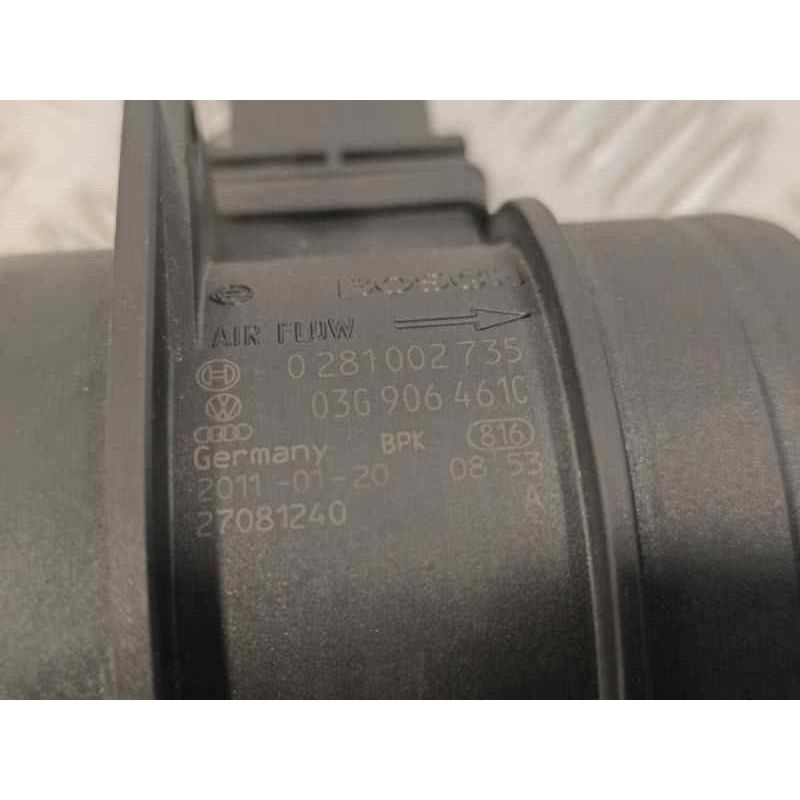 BOSCH
AIR FLOW
0 281 002 735
03G 906 461C
Germany BPK 816
2011-01-20 08:53
27081240 A